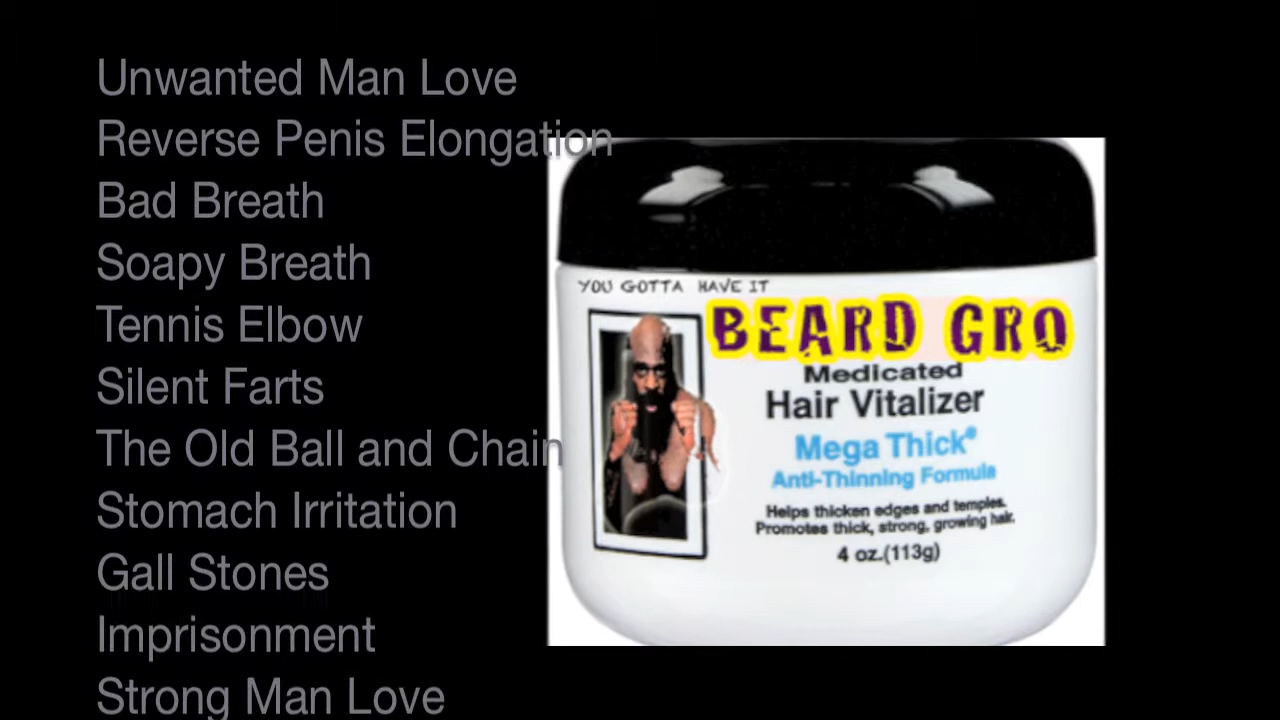 Unwanted Man Love
Reverse Penis Elongation
Bad Breath
Soapy Breath
Tennis Elbow
Silent Farts
The Old Ball and Chain
Stomach Irritation
Gall Stones
Imprisonment
Strong Man Love
YOU GOTTA HAVE IT
BEARD GRO
Medicated
Hair Vitalizer
Mega Thick®
Anti-Thinning Formula
Helps thicken edges and temples.
Promotes thick, strong, growing hair.
4 oz.(113g)